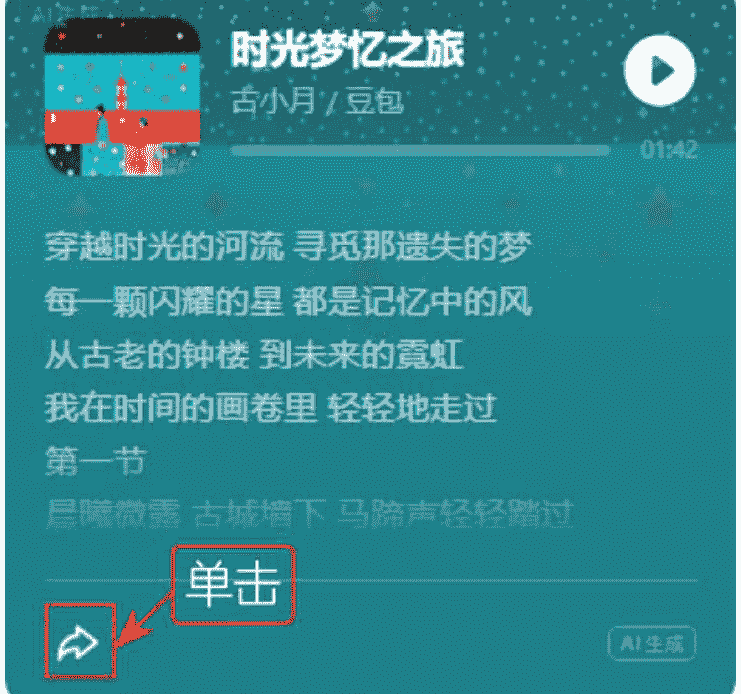 时光梦忆之旅
古小月 / 豆包
01:42
穿越时光的河流 寻觅那遗失的梦
每一颗闪耀的星 都是记忆中的风
从古老的钟楼 到未来的霓虹
我在时间的画卷里 轻轻地走过
第一节
晨曦微露 古城墙下 马蹄声轻轻踏过
单击
AI 生成